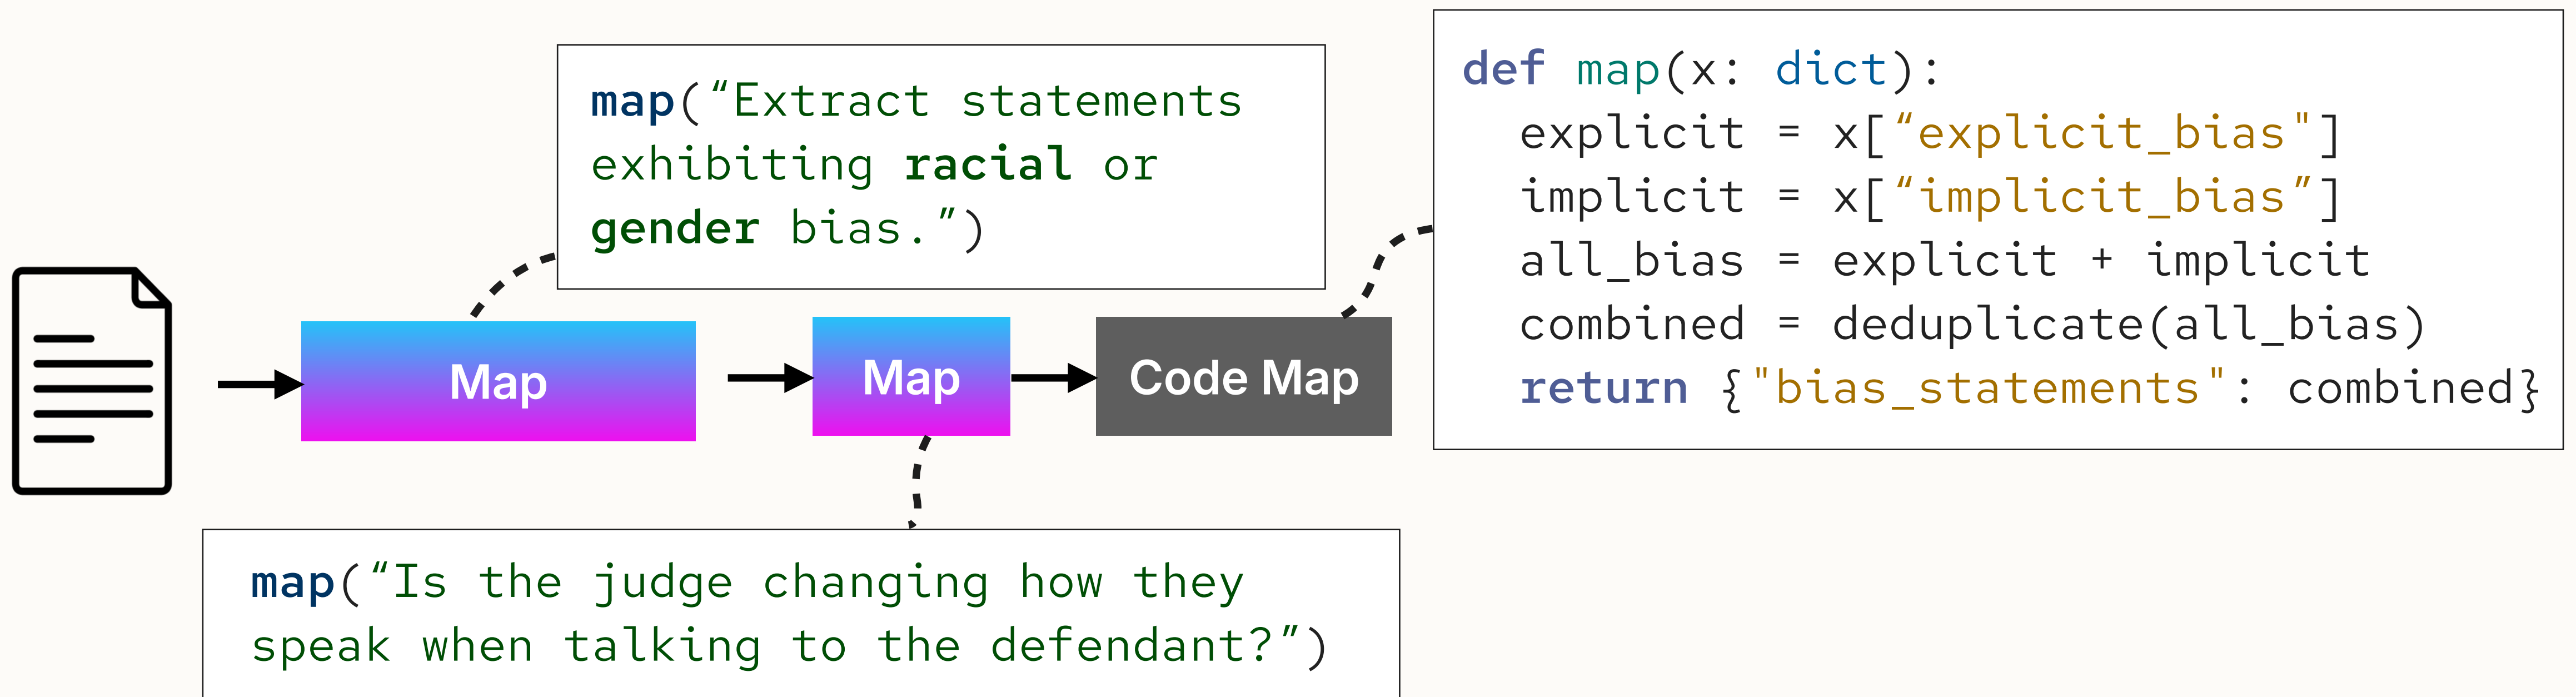 map(“Extract statements
exhibiting racial or
gender bias.”)
def map(x: dict):
explicit = x[“explicit_bias"]
implicit = x[“implicit_bias”]
all_bias = explicit + implicit
combined = deduplicate(all_bias)
return {"bias_statements": combined}
Map
Map
Code Map
map(“Is the judge changing how they
speak when talking to the defendant?”)